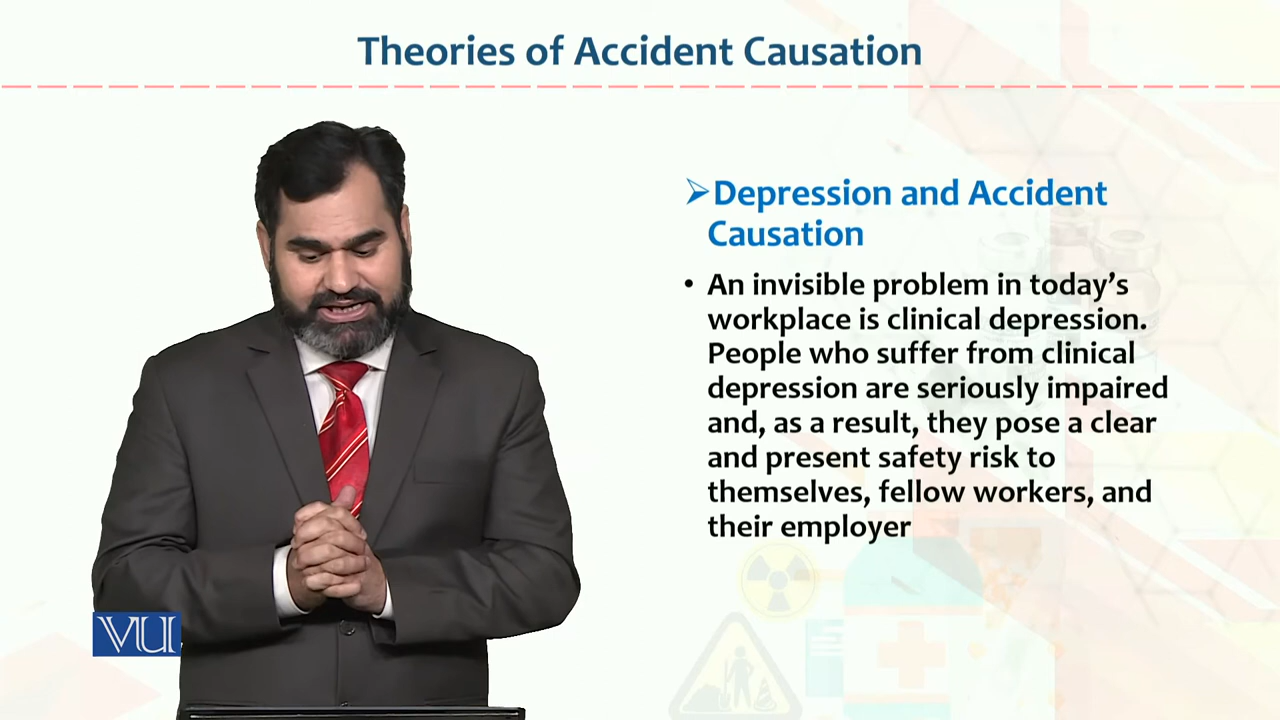 Theories of Accident Causation
➢Depression and Accident
Causation
• An invisible problem in today’s
workplace is clinical depression.
People who suffer from clinical
depression are seriously impaired
and, as a result, they pose a clear
and present safety risk to
themselves, fellow workers, and
their employer
VU